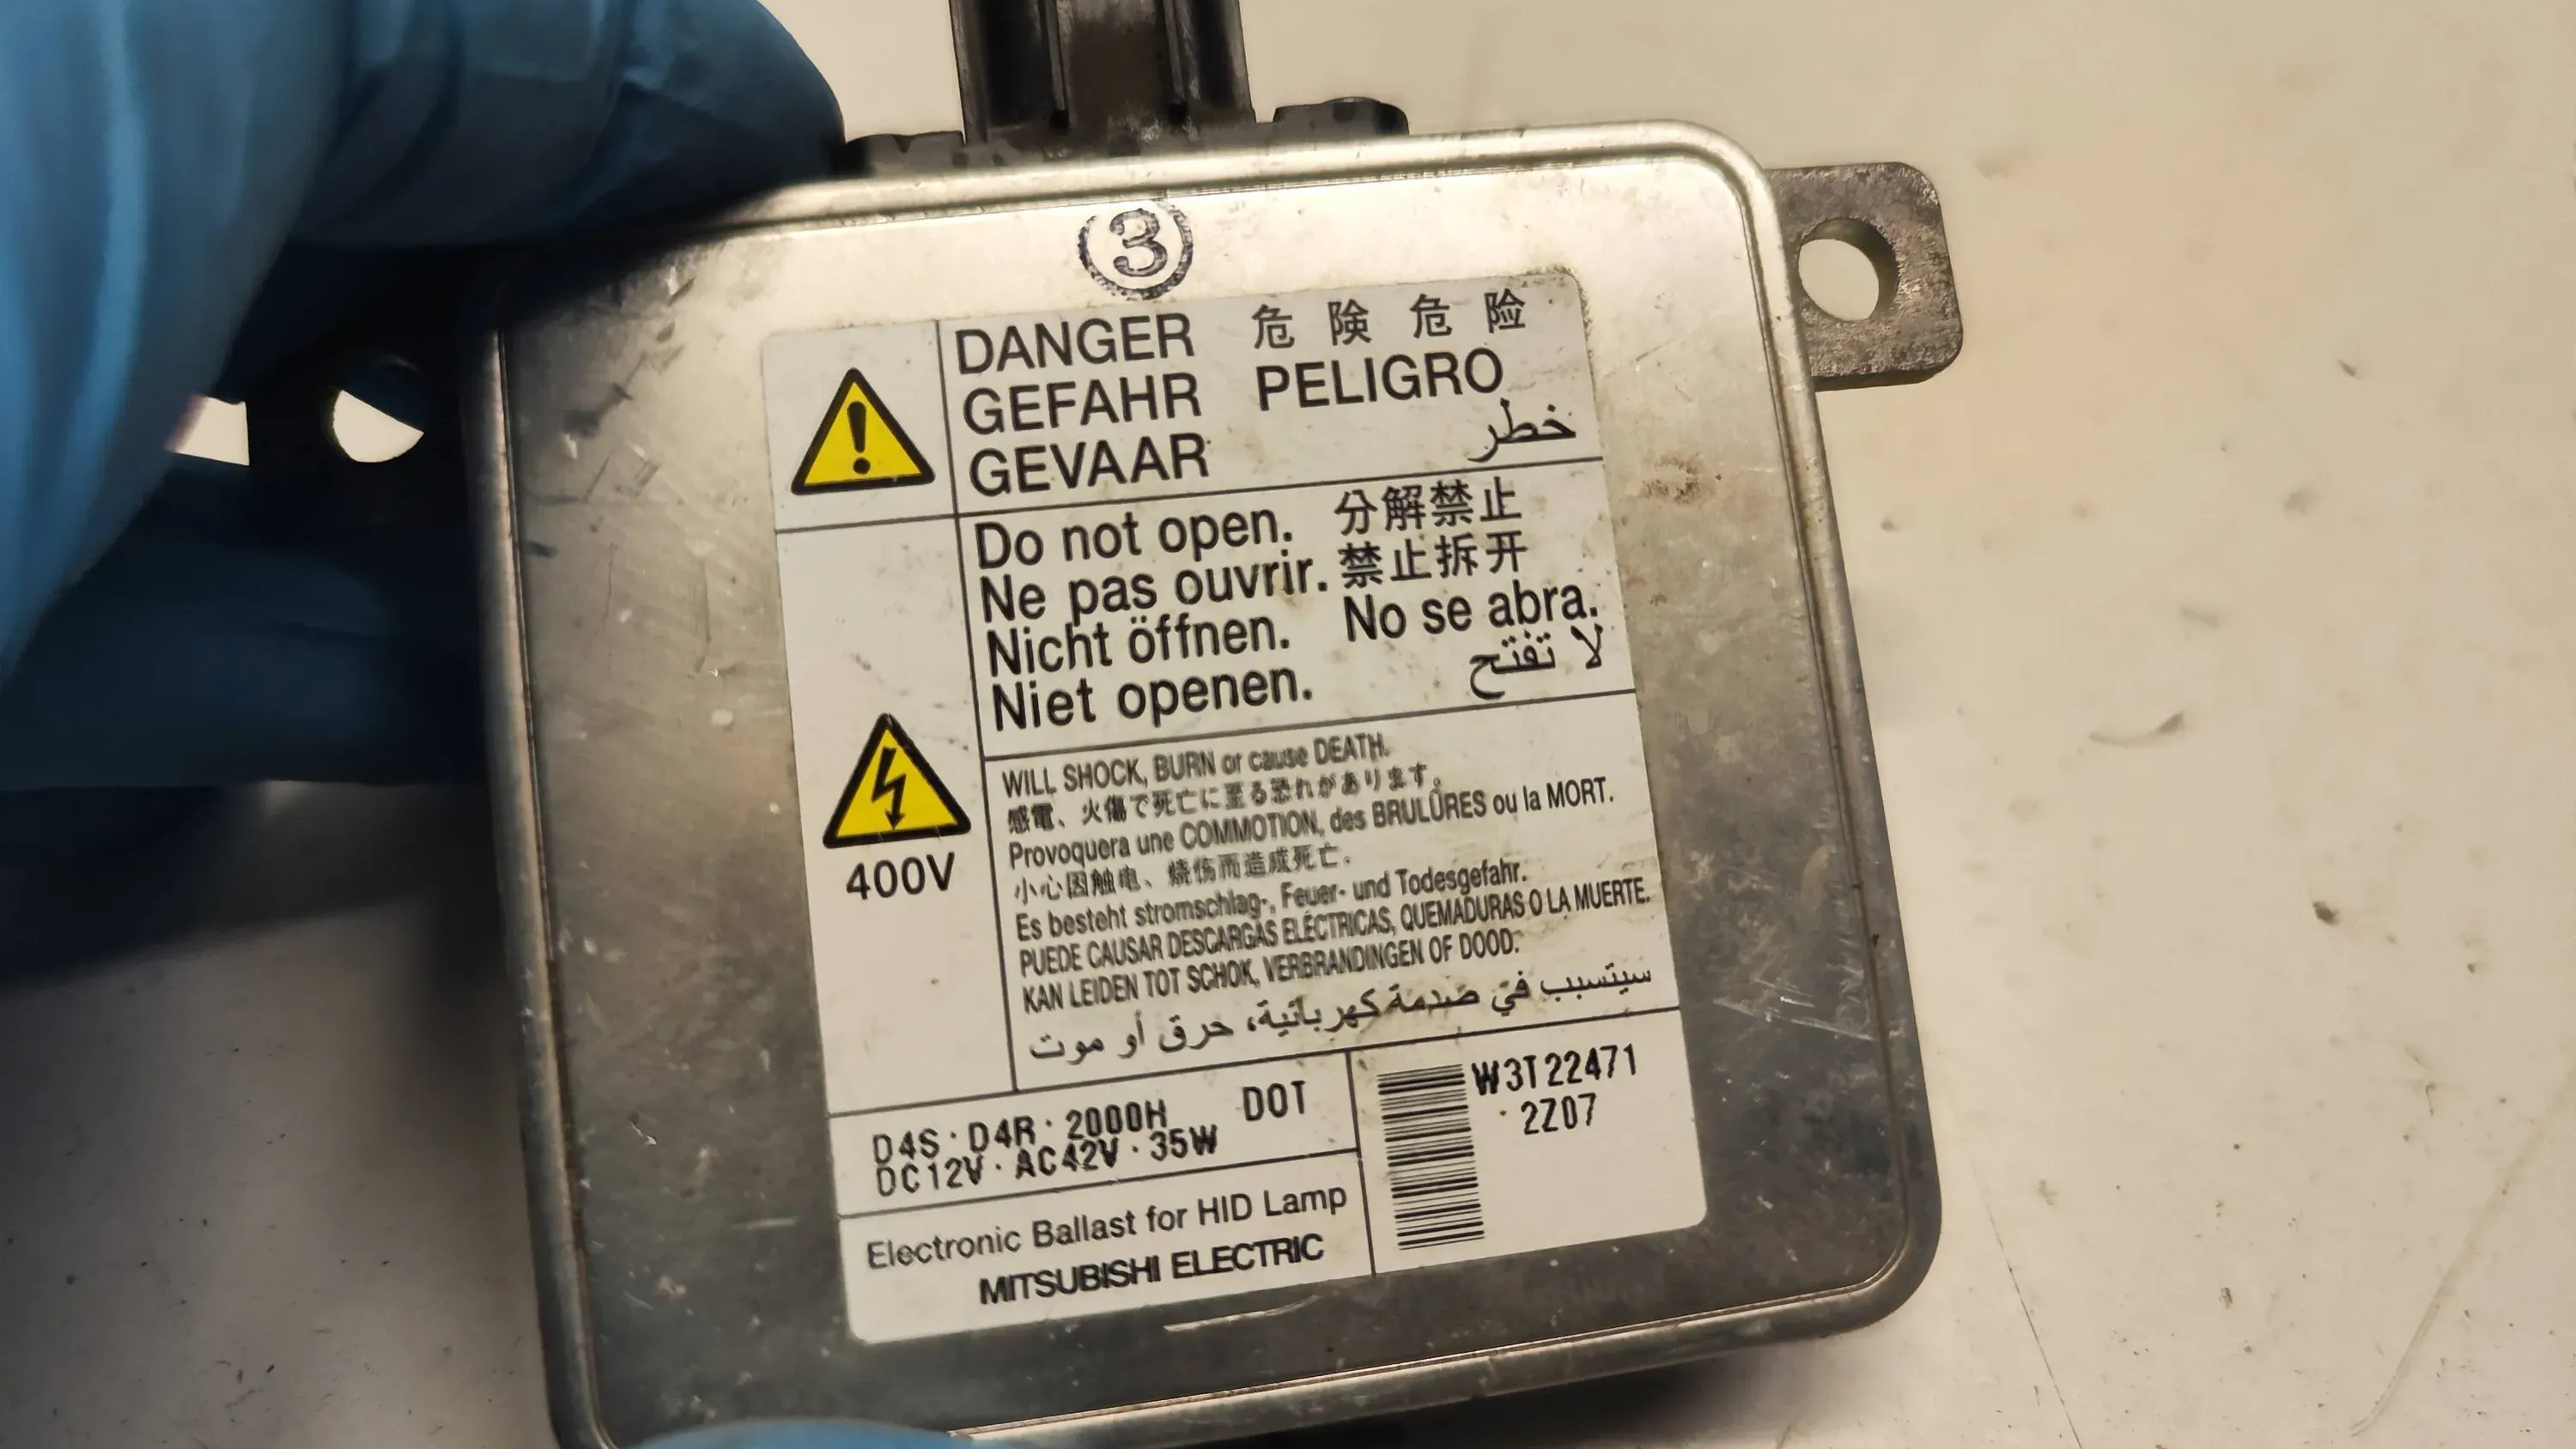 3
DANGER 危険 危险
GEFAHR PELIGRO
GEVAAR خطر
Do not open. 分解禁止
Ne pas ouvrir. 禁止拆开
Nicht öffnen. No se abra.
Niet openen. لا تفتح
400V
WILL SHOCK, BURN or cause DEATH.
感電、火傷で死亡に至る恐れがあります。
Provoquera une COMMOTION, des BRULÛRES ou la MORT.
小心因触电、烧伤而造成死亡.
Es besteht stromschlag-, Feuer- und Todesgefahr.
PUEDE CAUSAR DESCARGAS ELÉCTRICAS, QUEMADURAS O LA MUERTE.
KAN LEIDEN TOT SCHOK, VERBRANDINGEN OF DOOD.
سيتسبب في صدمة كهربائية، حرق أو موت
D4S・D4R・2000H DOT
DC12V・AC42V・35W
Electronic Ballast for HID Lamp
MITSUBISHI ELECTRIC
W3T22471
2Z07